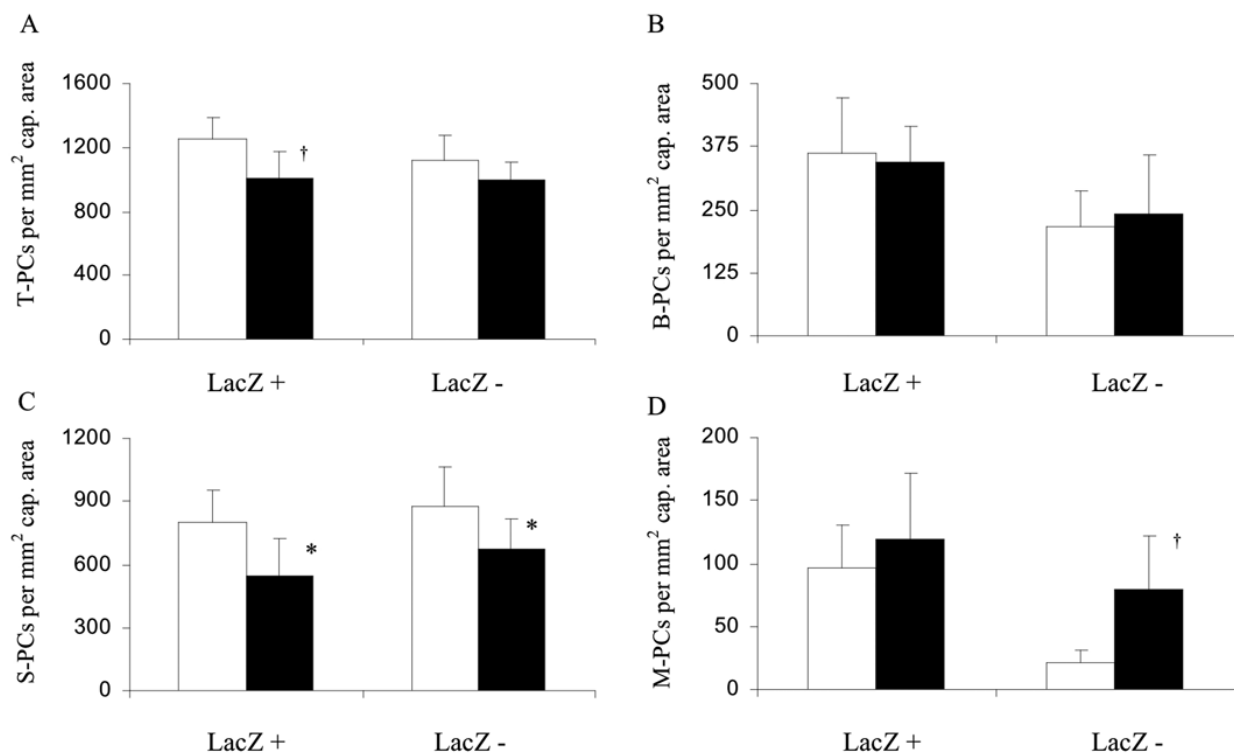 A
T-PCs per mm² cap. area
1600
1200
800
400
0
†
LacZ +
LacZ -
B
B-PCs per mm² cap. area
500
375
250
125
0
LacZ +
LacZ -
C
S-PCs per mm² cap. area
1200
900
600
300
0
*
*
LacZ +
LacZ -
D
M-PCs per mm² cap. area
200
150
100
50
0
†
LacZ +
LacZ -